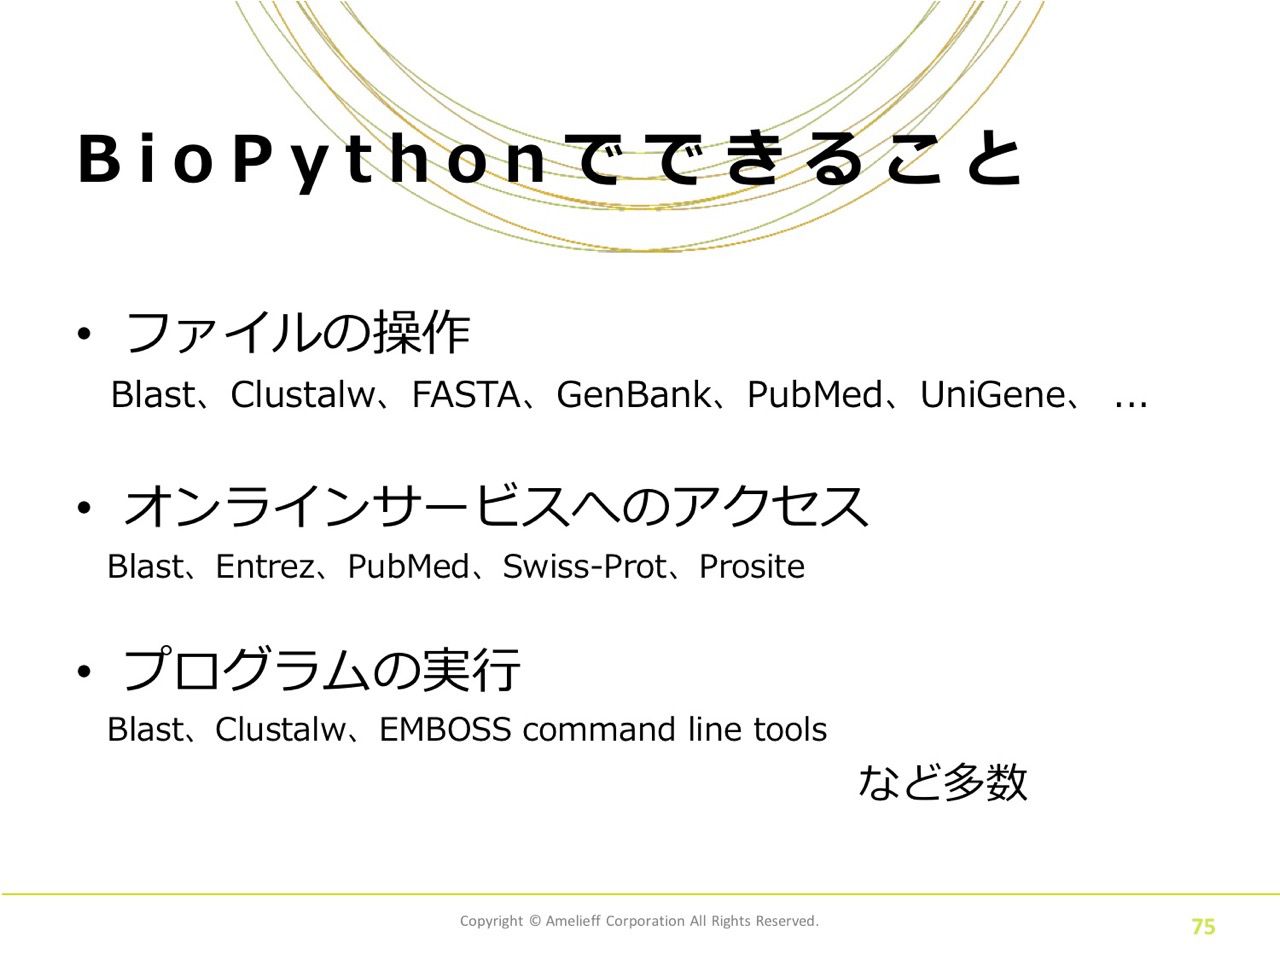 BioPythonでできること
• ファイルの操作
Blast、Clustalw、FASTA、GenBank、PubMed、UniGene、 ...
• オンラインサービスへのアクセス
Blast、Entrez、PubMed、Swiss-Prot、Prosite
• プログラムの実行
Blast、Clustalw、EMBOSS command line tools
など多数
Copyright © Amelieff Corporation All Rights Reserved.
75